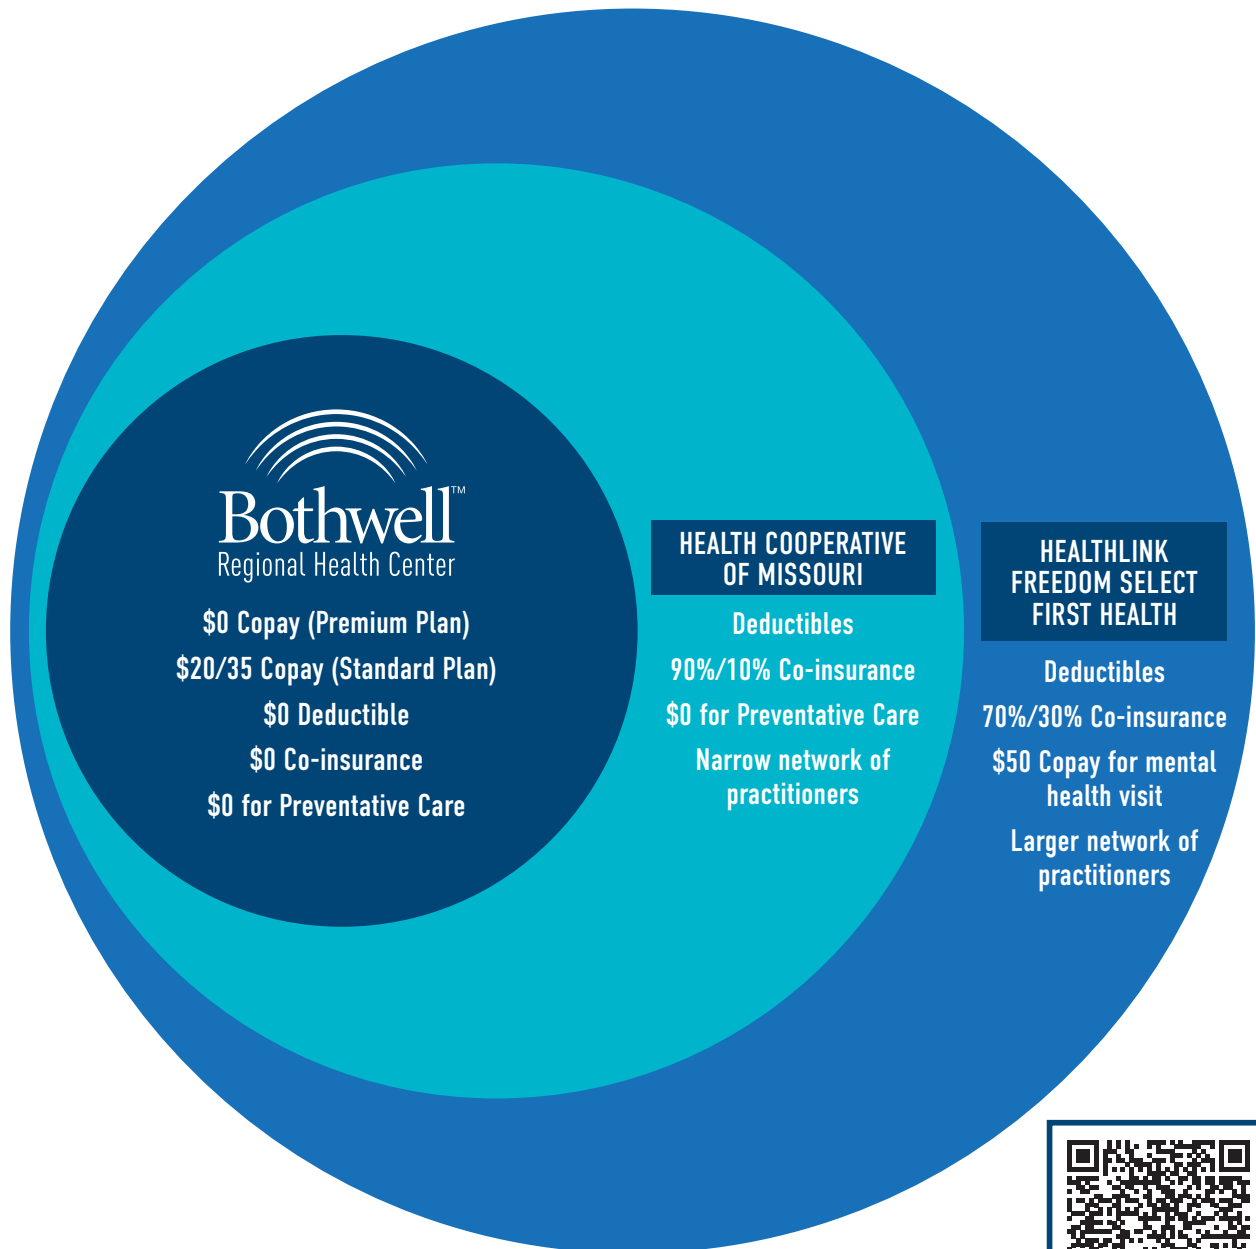 Bothwell™
Regional Health Center
$0 Copay (Premium Plan)
$20/35 Copay (Standard Plan)
$0 Deductible
$0 Co-insurance
$0 for Preventative Care
HEALTH COOPERATIVE
OF MISSOURI
Deductibles
90%/10% Co-insurance
$0 for Preventative Care
Narrow network of
practitioners
HEALTHLINK
FREEDOM SELECT
FIRST HEALTH
Deductibles
70%/30% Co-insurance
$50 Copay for mental
health visit
Larger network of
practitioners